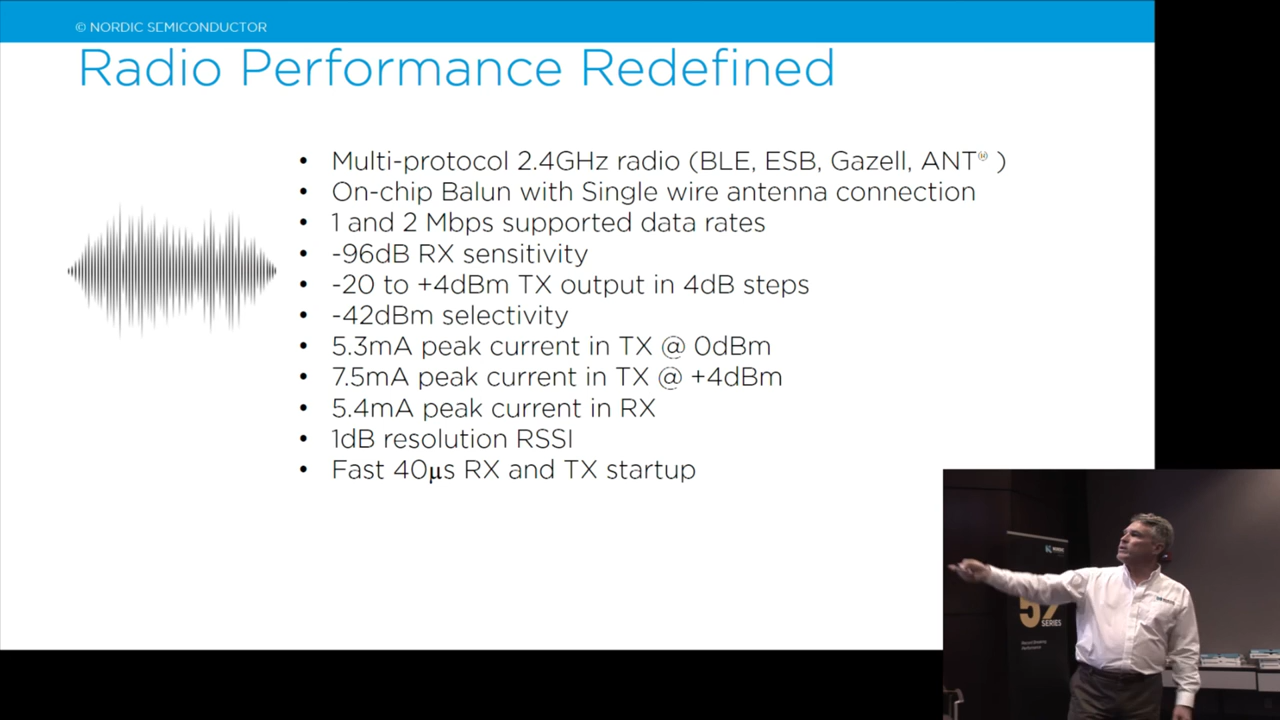 © NORDIC SEMICONDUCTOR
Radio Performance Redefined
• Multi-protocol 2.4GHz radio (BLE, ESB, Gazell, ANT® )
• On-chip Balun with Single wire antenna connection
• 1 and 2 Mbps supported data rates
• -96dB RX sensitivity
• -20 to +4dBm TX output in 4dB steps
• -42dBm selectivity
• 5.3mA peak current in TX @ 0dBm
• 7.5mA peak current in TX @ +4dBm
• 5.4mA peak current in RX
• 1dB resolution RSSI
• Fast 40µs RX and TX startup
NORDIC
SERIES